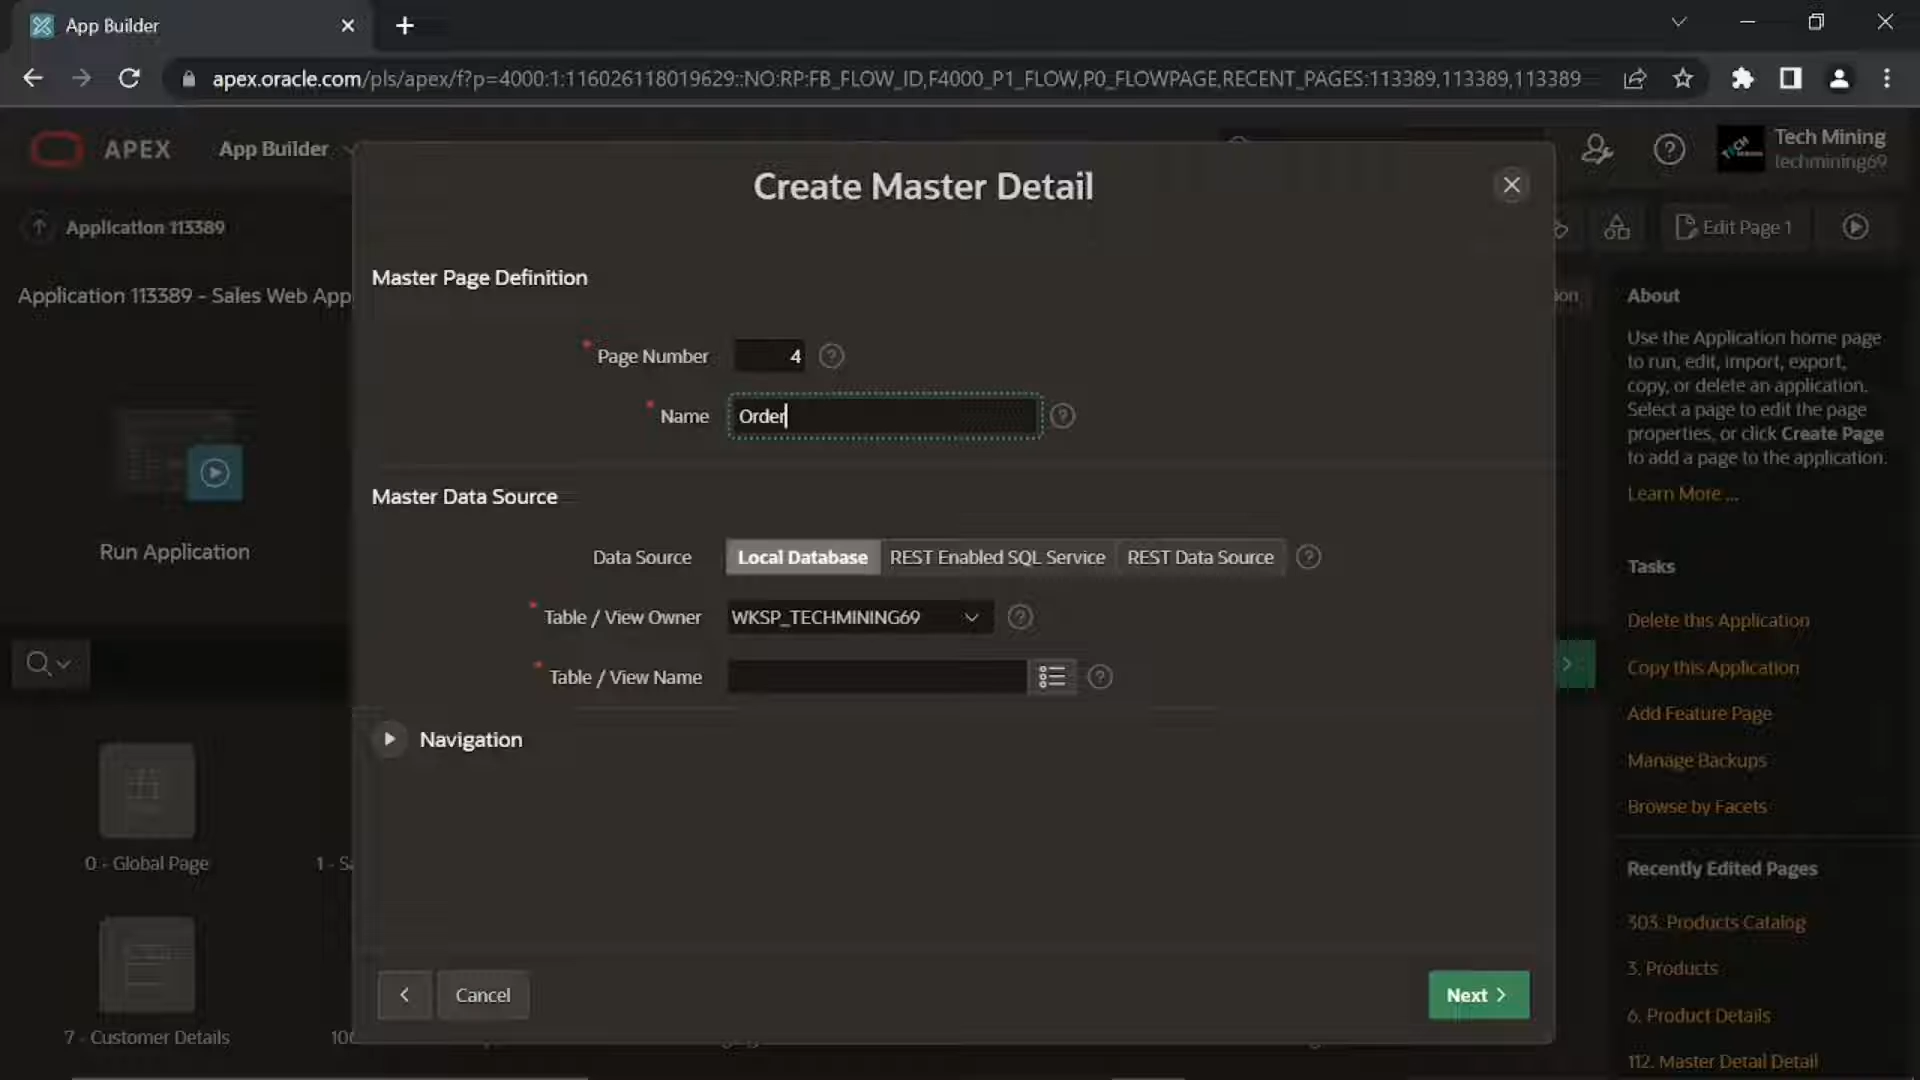 App Builder
apex.oracle.com/pls/apex/f?p=4000:1:116026118019629::NO:RP:FB_FLOW_ID,F4000_P1_FLOW,P0_FLOWPAGE,RECENT_PAGES:113389,113389,113389
APEX
App Builder
Tech Mining
techmining69
Create Master Detail
Application 113389
Edit Page 1
Master Page Definition
Application 113389 - Sales Web App
About
Use the Application home page
to run, edit, import, export,
copy, or delete an application.
Select a page to edit the page
properties, or click Create Page
to add a page to the application.
Learn More ...
Page Number 4
Name Order
Master Data Source
Run Application
Data Source Local Database REST Enabled SQL Service REST Data Source
Tasks
Table / View Owner WKSP_TECHMINING69
Delete this Application
Table / View Name
Copy this Application
Add Feature Page
Navigation
Manage Backups
Browse by Facets
0 - Global Page
Recently Edited Pages
303. Products Catalog
3. Products
Cancel
Next
6. Product Details
7 - Customer Details
112. Master Detail Detail